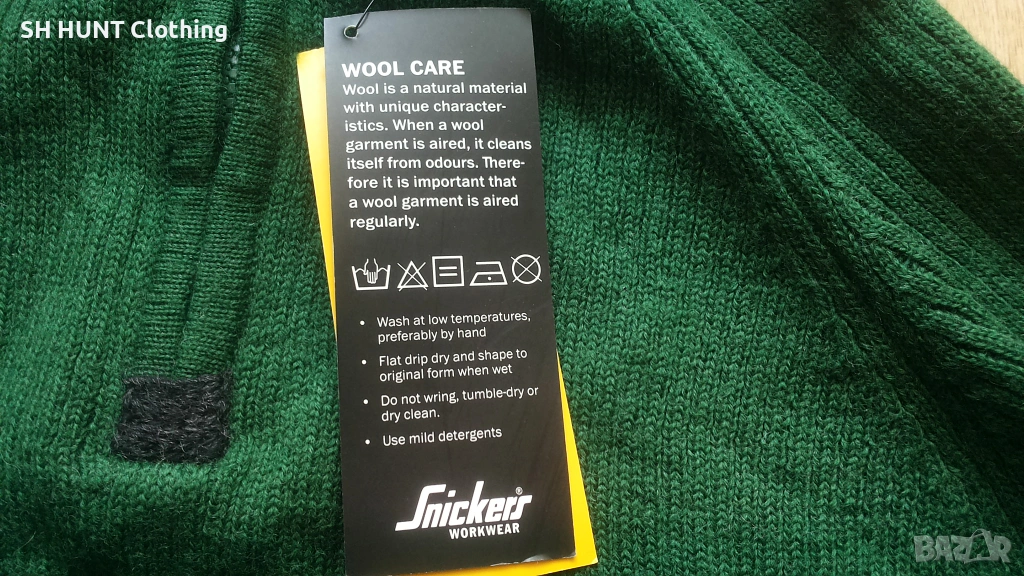 SH HUNT Clothing
WOOL CARE
Wool is a natural material
with unique character-
istics. When a wool
garment is aired, it cleans
itself from odours. There-
fore it is important that
a wool garment is aired
regularly.
• Wash at low temperatures,
preferably by hand
• Flat drip dry and shape to
original form when wet
• Do not wring, tumble-dry or
dry clean.
• Use mild detergents
Snickers®
WORKWEAR
BAZAR